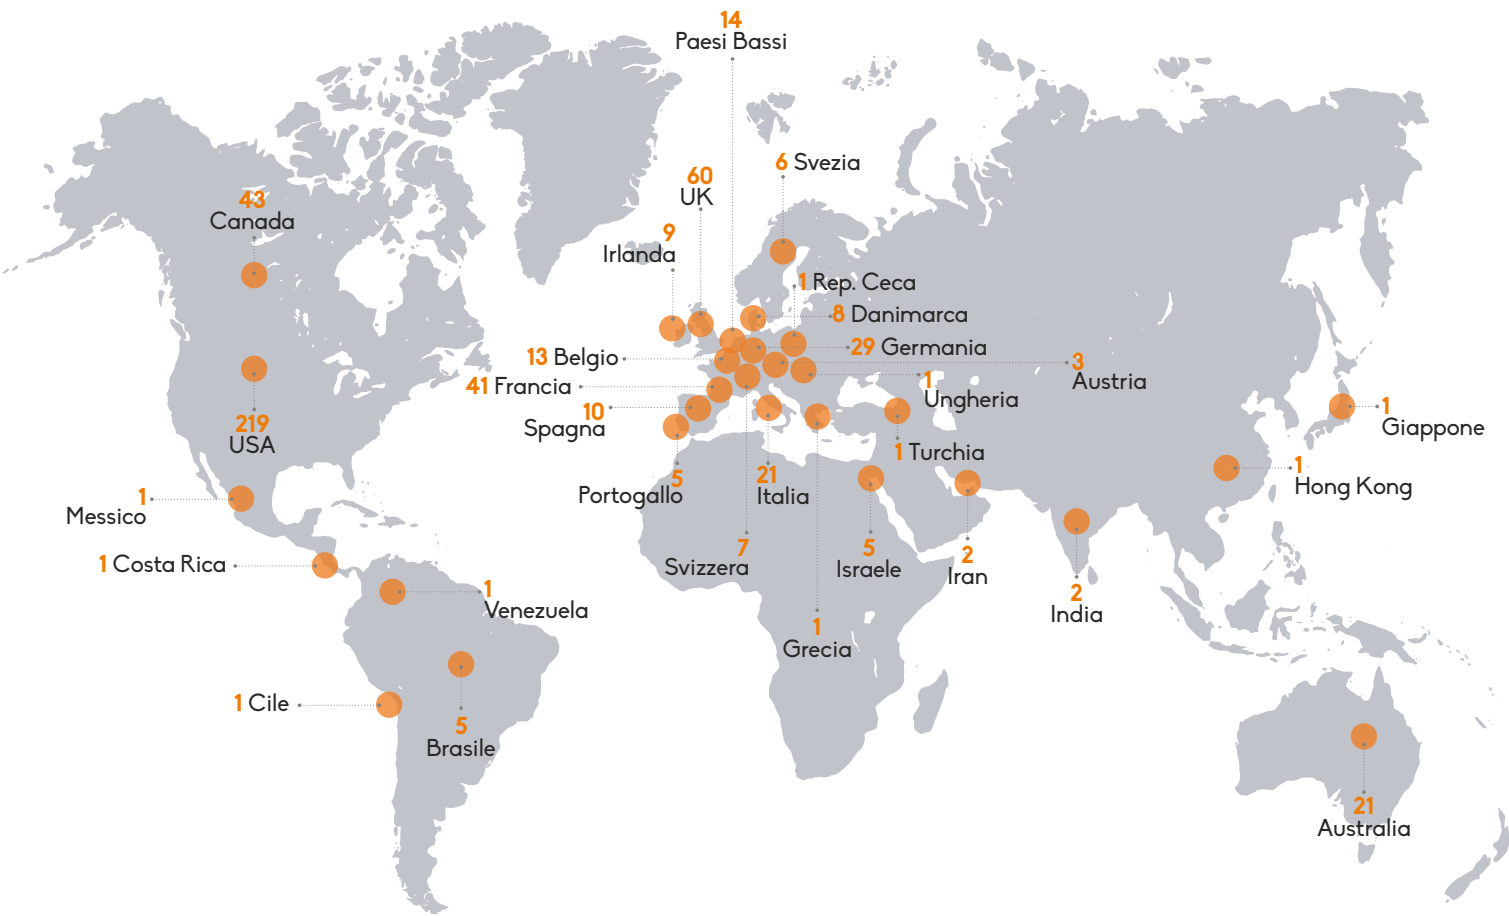 14
Paesi Bassi
6 Svezia
60
UK
43
Canada
9
Irlanda
1 Rep. Ceca
8 Danimarca
29 Germania
13 Belgio
3
Austria
41 Francia
1
Ungheria
10
Spagna
1
Giappone
219
USA
1 Turchia
1
Hong Kong
5
Portogallo
21
Italia
1
Messico
7
Svizzera
5
Israele
2
Iran
1 Costa Rica
1
Venezuela
2
India
1
Grecia
1 Cile
5
Brasile
21
Australia